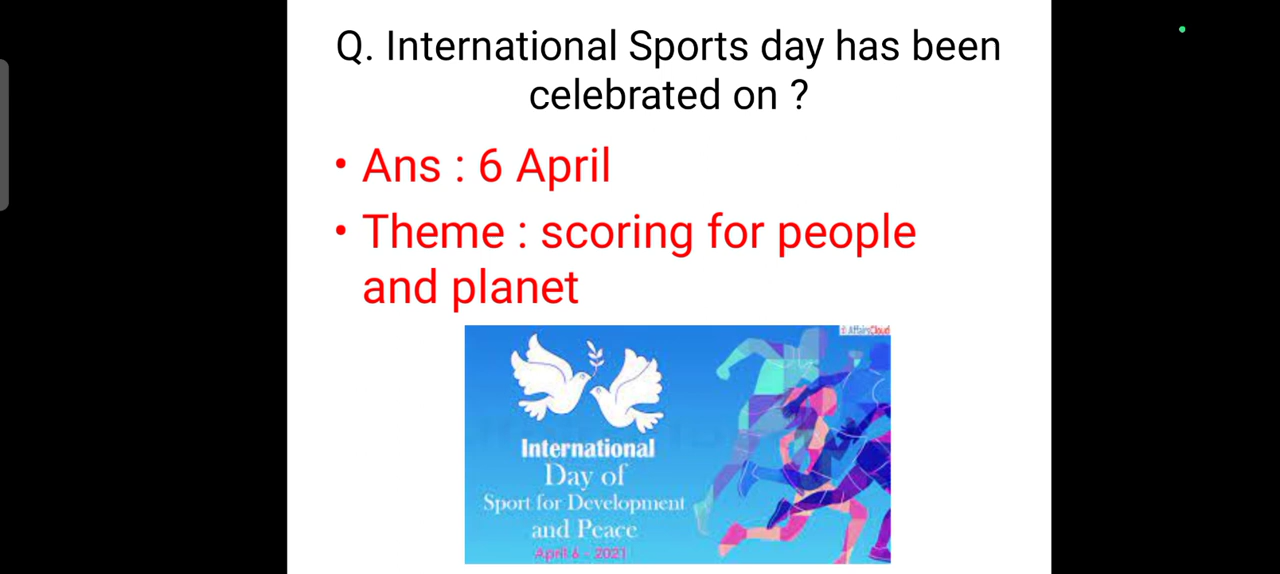 Q. International Sports day has been
celebrated on ?
• Ans : 6 April
• Theme : scoring for people
and planet
AffairsCloud
International
Day of
Sport for Development
and Peace
April 6 - 2021